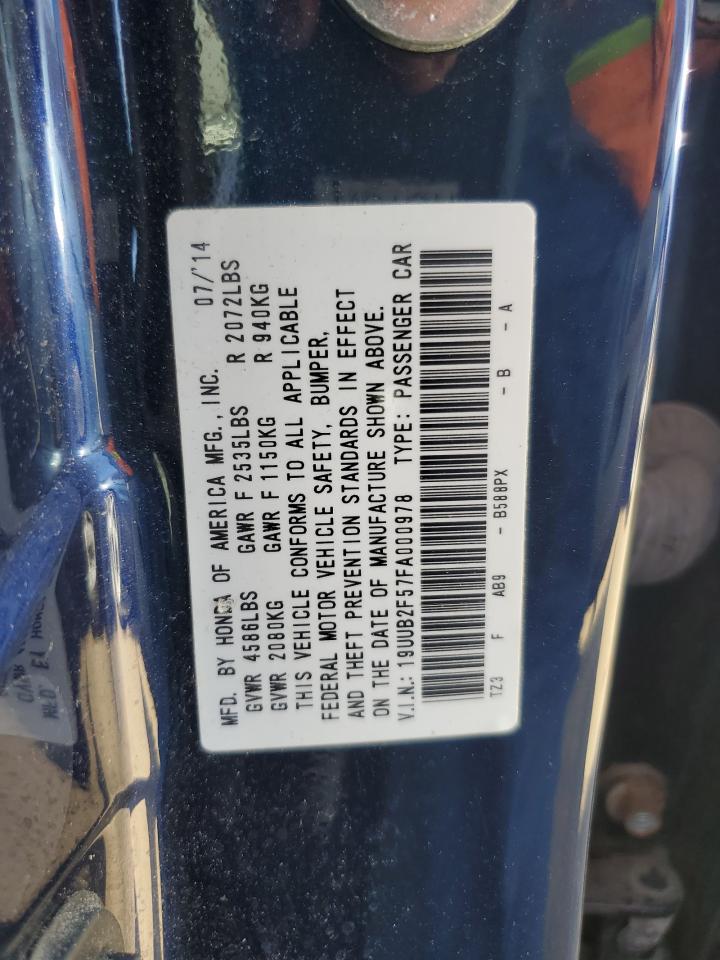 MFD. BY HONDA OF AMERICA MFG., INC. 07/'14
GVWR 4586LBS GAWR F 2535LBS R 2072LBS
GVWR 2080KG GAWR F 1150KG R 940KG
THIS VEHICLE CONFORMS TO ALL APPLICABLE
FEDERAL MOTOR VEHICLE SAFETY, BUMPER,
AND THEFT PREVENTION STANDARDS IN EFFECT
ON THE DATE OF MANUFACTURE SHOWN ABOVE.
V.I.N.: 19UUB2F57FA000978 TYPE: PASSENGER CAR
TZ3 F AB9 - B588PX - B - A